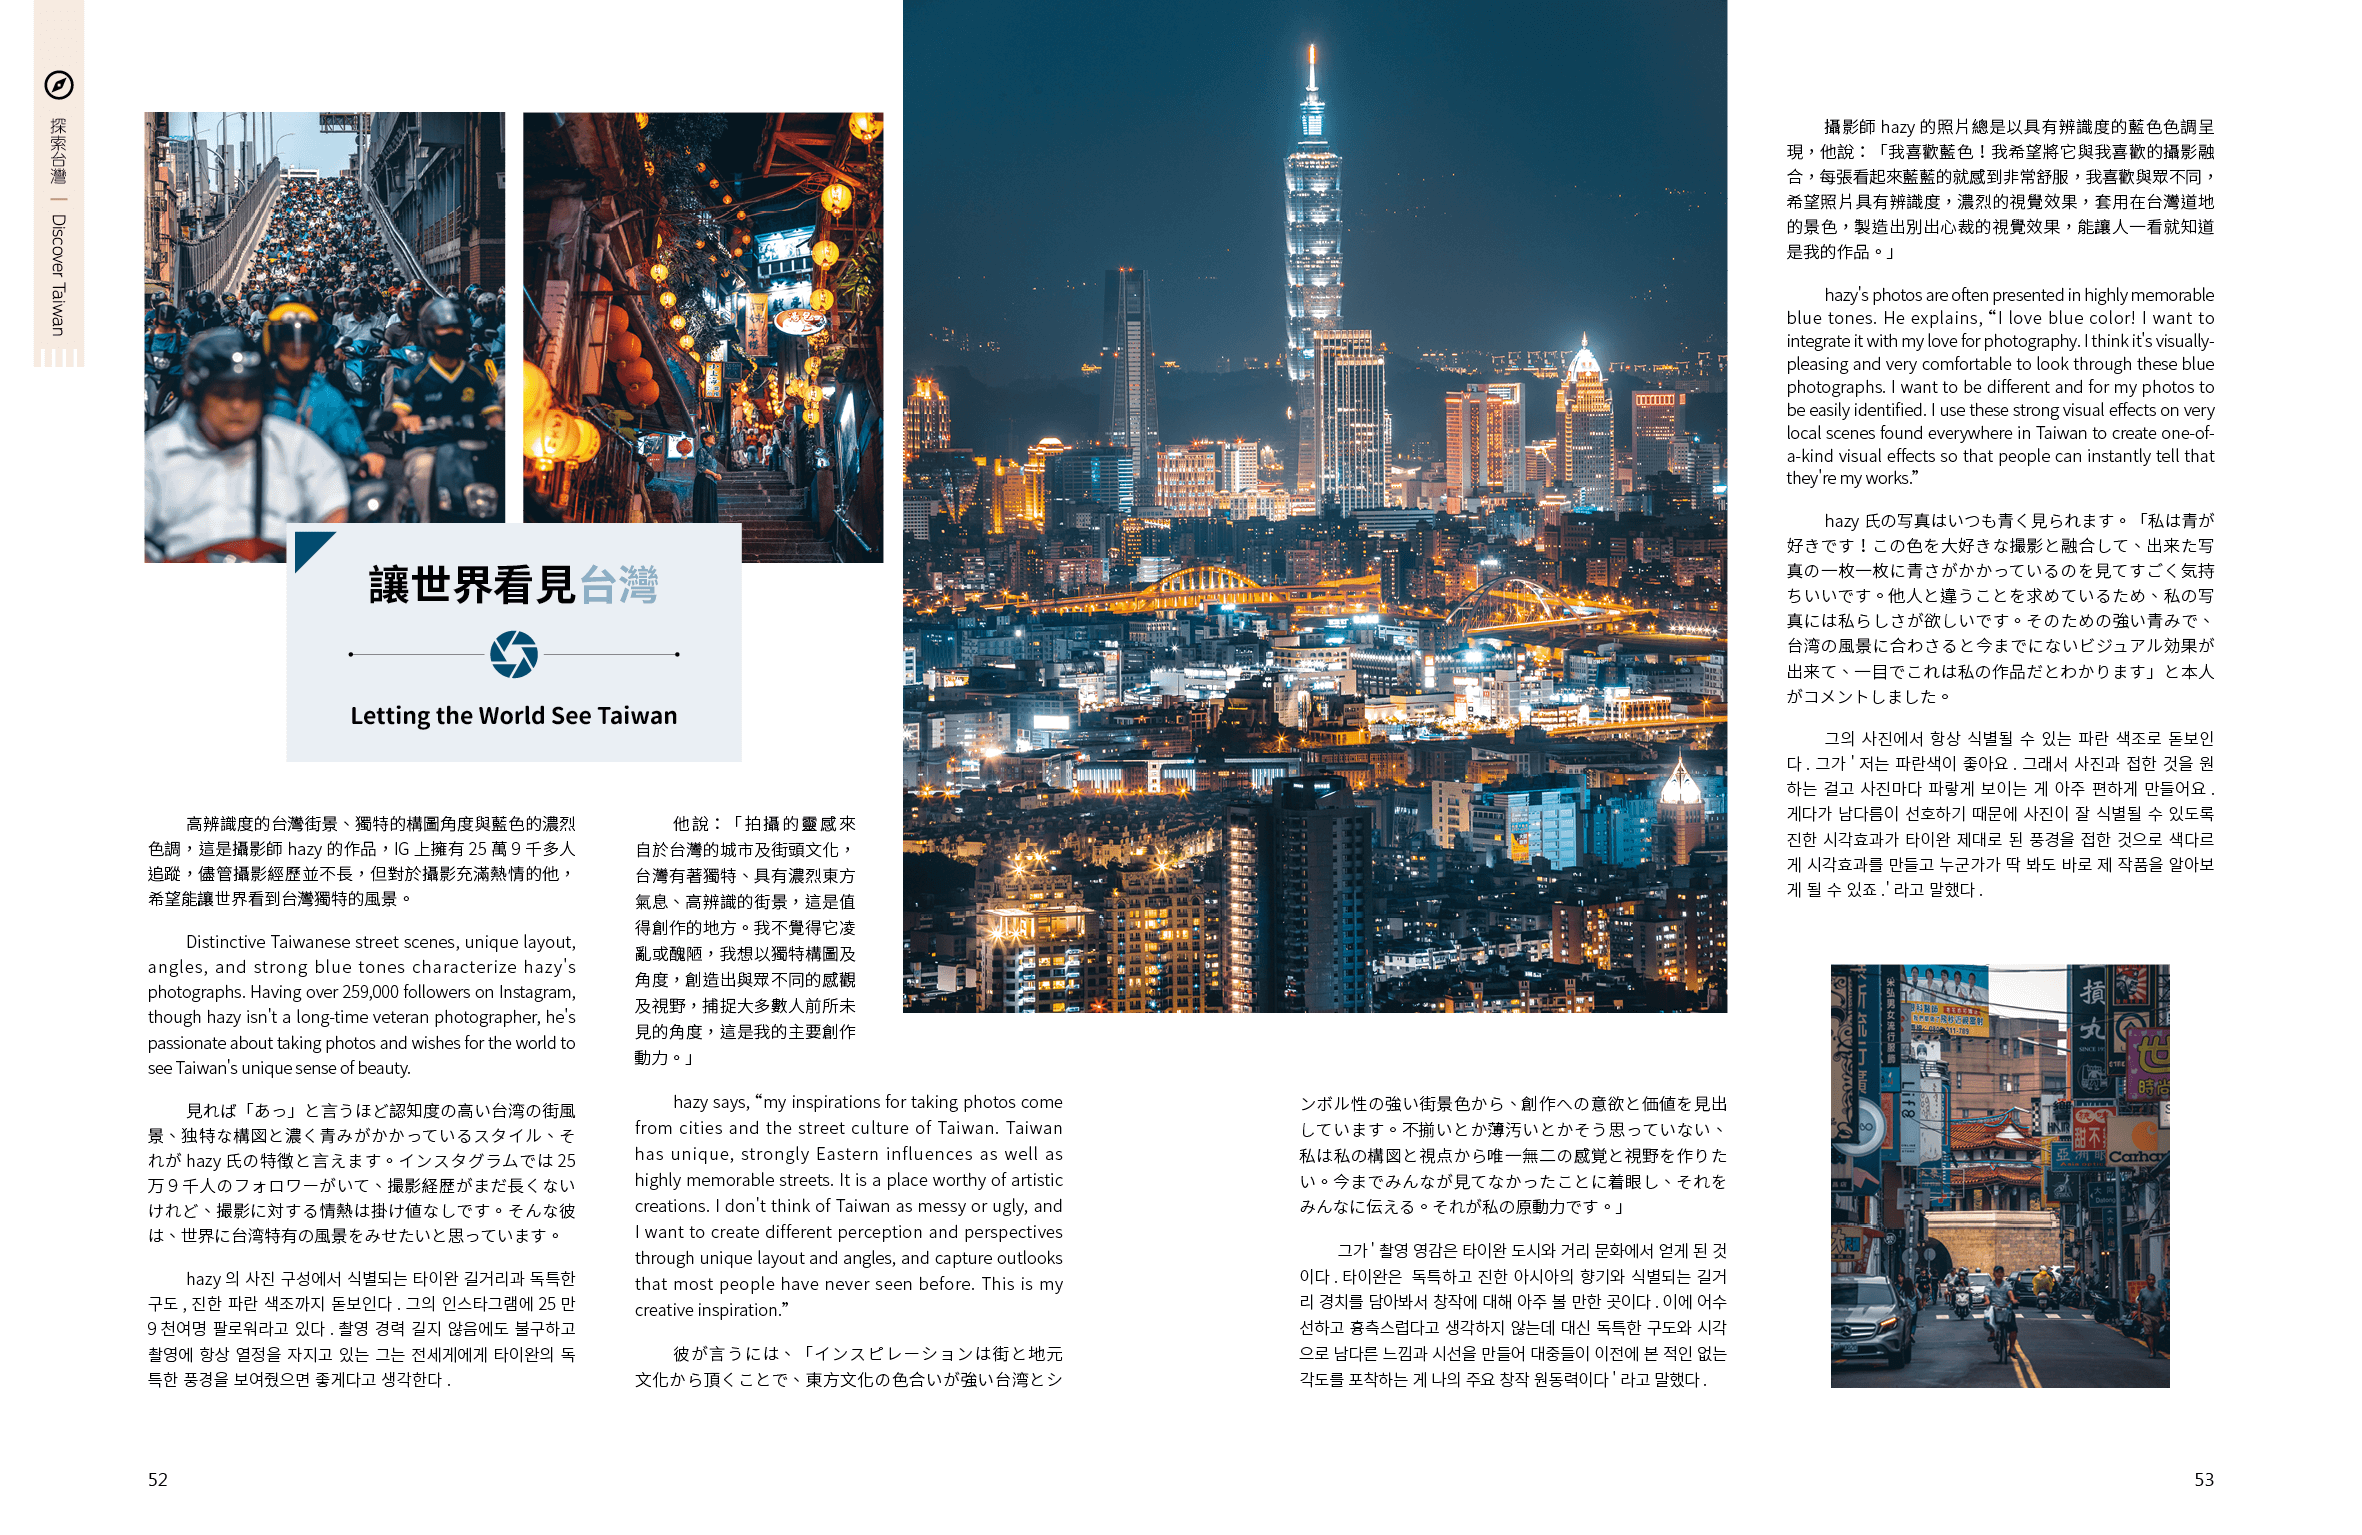 探索台灣 | Discover Taiwan
讓世界看見台灣
Letting the World See Taiwan
高辨識度的台灣街景、獨特的構圖角度與藍色的濃烈
色調，這是攝影師 hazy 的作品，IG 上擁有 25 萬 9 千多人
追蹤，儘管攝影經歷並不長，但對於攝影充滿熱情的他，
希望能讓世界看到台灣獨特的風景。
Distinctive Taiwanese street scenes, unique layout,
angles, and strong blue tones characterize hazy's
photographs. Having over 259,000 followers on Instagram,
though hazy isn't a long-time veteran photographer, he's
passionate about taking photos and wishes for the world to
see Taiwan's unique sense of beauty.
見れば「あっ」と言うほど認知度の高い台湾の街風
景、独特な構図と濃く青みがかかっているスタイル、そ
れが hazy 氏の特徴と言えます。インスタグラムでは 25
万 9 千人のフォロワーがいて、撮影経歴がまだ長くない
けれど、撮影に対する情熱は掛け値なしです。そんな彼
は、世界に台湾特有の風景をみせたいと思っています。
hazy 의 사진 구성에서 식별되는 타이완 길거리과 독특한
구도 , 진한 파란 색조까지 돋보인다 . 그의 인스타그램에 25 만
9 천여명 팔로워라고 있다 . 촬영 경력 길지 않음에도 불구하고
촬영에 항상 열정을 자지고 있는 그는 전세게에게 타이완의 독
특한 풍경을 보여줬으면 좋게다고 생각한다 .
他說：「拍攝的靈感來
自於台灣的城市及街頭文化，
台灣有著獨特、具有濃烈東方
氣息、高辨識的街景，這是值
得創作的地方。我不覺得它凌
亂或醜陋，我想以獨特構圖及
角度，創造出與眾不同的感觀
及視野，捕捉大多數人前所未
見的角度，這是我的主要創作
動力。」
hazy says, “my inspirations for taking photos come
from cities and the street culture of Taiwan. Taiwan
has unique, strongly Eastern influences as well as
highly memorable streets. It is a place worthy of artistic
creations. I don't think of Taiwan as messy or ugly, and
I want to create different perception and perspectives
through unique layout and angles, and capture outlooks
that most people have never seen before. This is my
creative inspiration.”
彼が言うには、「インスピレーションは街と地元
文化から頂くことで、東方文化の色合いが強い台湾とシ
ンボル性の強い街景色から、創作への意欲と価値を見出
しています。不揃いとか薄汚いとかそう思っていない、
私は私の構図と視点から唯一無二の感覚と視野を作りた
い。今までみんなが見てなかったことに着眼し、それを
みんなに伝える。それが私の原動力です。」
그가 ' 촬영 영감은 타이완 도시와 거리 문화에서 얻게 된 것
이다 . 타이완은 독특하고 진한 아시아의 향기와 식별되는 길거
리 경치를 담아봐서 창작에 대해 아주 볼 만한 곳이다 . 이에 어수
선하고 흉측스럽다고 생각하지 않는데 대신 독특한 구도와 시각
으로 남다른 느낌과 시선을 만들어 대중들이 이전에 본 적인 없는
각도를 포착하는 게 나의 주요 창작 원동력이다 ' 라고 말했다 .
攝影師 hazy 的照片總是以具有辨識度的藍色色調呈
現，他說：「我喜歡藍色！我希望將它與我喜歡的攝影融
合，每張看起來藍藍的就感到非常舒服，我喜歡與眾不同，
希望照片具有辨識度，濃烈的視覺效果，套用在台灣道地
的景色，製造出別出心裁的視覺效果，能讓人一看就知道
是我的作品。」
hazy's photos are often presented in highly memorable
blue tones. He explains, “I love blue color! I want to
integrate it with my love for photography. I think it's visually-
pleasing and very comfortable to look through these blue
photographs. I want to be different and for my photos to
be easily identified. I use these strong visual effects on very
local scenes found everywhere in Taiwan to create one-of-
a-kind visual effects so that people can instantly tell that
they're my works.”
hazy 氏の写真はいつも青く見られます。「私は青が
好きです！この色を大好きな撮影と融合して、出来た写
真の一枚一枚に青さがかかっているのを見てすごく気持
ちいいです。他人と違うことを求めているため、私の写
真には私らしさが欲しいです。そのための強い青みで、
台湾の風景に合わさると今までにないビジュアル効果が
出来て、一目でこれは私の作品だとわかります」と本人
がコメントしました。
그의 사진에서 항상 식별될 수 있는 파란 색조로 돋보인
다 . 그가 ' 저는 파란색이 좋아요 . 그래서 사진과 접한 것을 원
하는 걸고 사진마다 파랗게 보이는 게 아주 편하게 만들어요 .
게다가 남다름이 선호하기 때문에 사진이 잘 식별될 수 있도록
진한 시각효과가 타이완 제대로 된 풍경을 접한 것으로 색다르
게 시각효과를 만들고 누군가가 딱 봐도 바로 제 작품을 알아보
게 될 수 있죠 .' 라고 말했다 .
采弘男女流行服飾
Life
損丸
SINCE 19
世
時尚
甜不
亞洲
Carhar
52
53